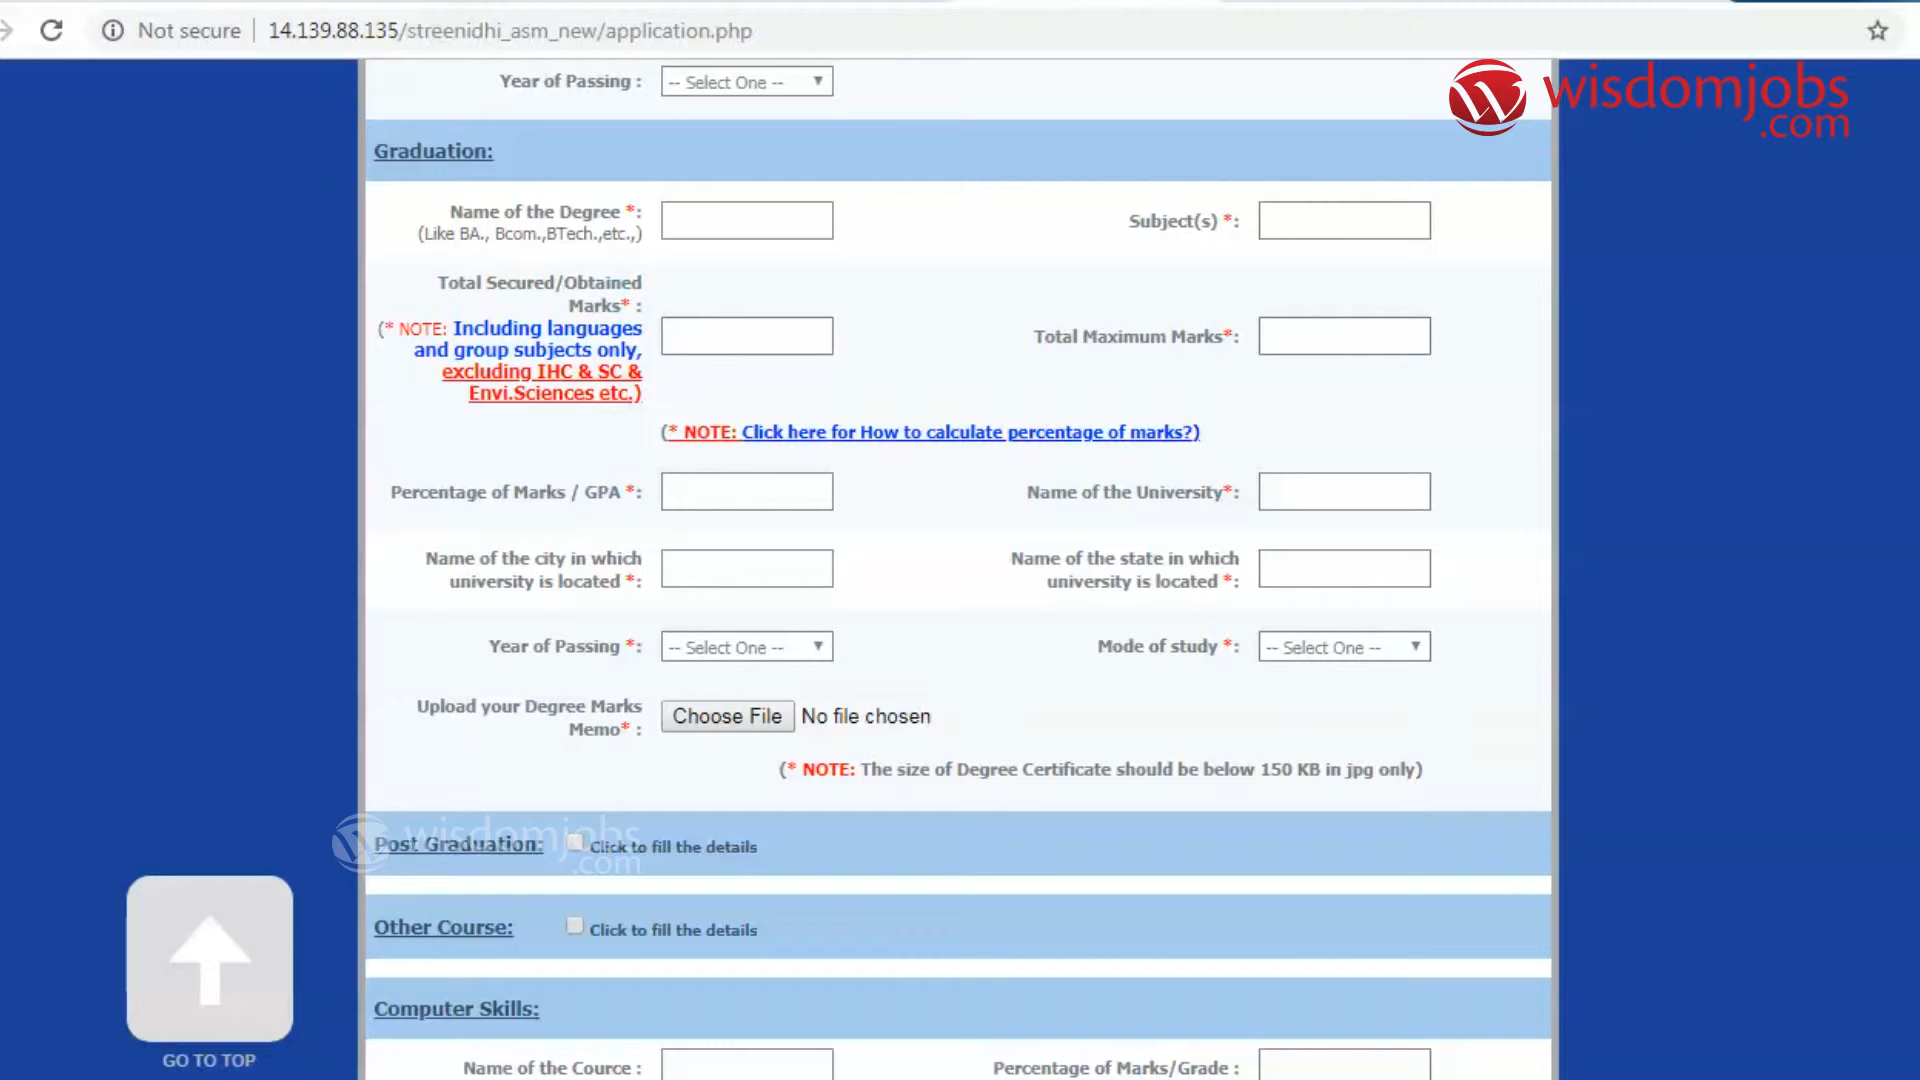 Not secure | 14.139.88.135/streenidhi_asm_new/application.php
wisdomjobs
.com
Year of Passing : -- Select One --
Graduation:
Name of the Degree *:
(Like BA., Bcom.,BTech.,etc.,)
Subject(s) *:
Total Secured/Obtained
Marks* :
(* NOTE: Including languages
and group subjects only,
excluding IHC & SC &
Envi.Sciences etc.)
Total Maximum Marks*:
(* NOTE: Click here for How to calculate percentage of marks?)
Percentage of Marks / GPA *:
Name of the University*:
Name of the city in which
university is located *:
Name of the state in which
university is located *:
Year of Passing *: -- Select One --
Mode of study *: -- Select One --
Upload your Degree Marks
Memo* :
Choose File No file chosen
(* NOTE: The size of Degree Certificate should be below 150 KB in jpg only)
Post Graduation: Click to fill the details
wisdomjobs
.com
Other Course: Click to fill the details
Computer Skills:
Name of the Cource :
Percentage of Marks/Grade :
GO TO TOP